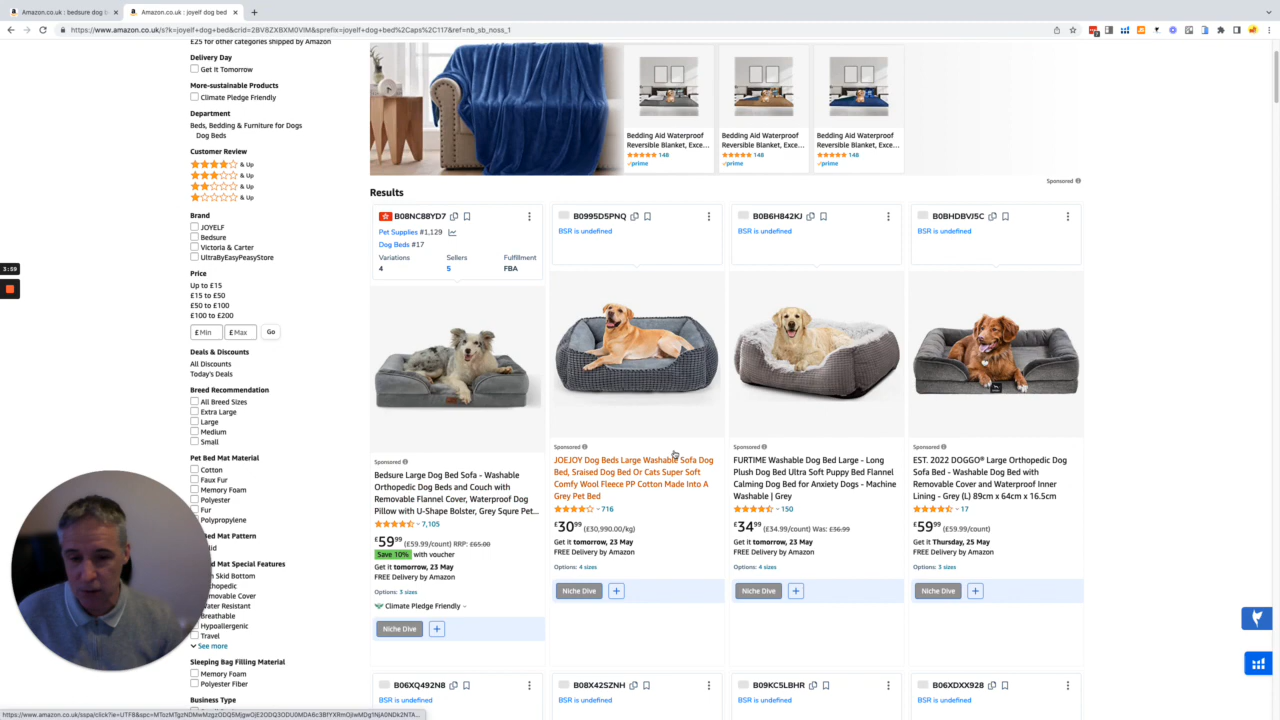 Amazon.co.uk : bedsure dog b
Amazon.co.uk : joyelf dog bed
https://www.amazon.co.uk/s?k=joyelf+dog+bed&crid=2BV8ZXBXM0VIM&sprefix=joyelf+dog+bed%2Caps%2C117&ref=nb_sb_noss_1
£25 for other categories shipped by Amazon
Delivery Day
Get It Tomorrow
More-sustainable Products
Climate Pledge Friendly
Department
Beds, Bedding & Furniture for Dogs
Dog Beds
Customer Review
& Up
& Up
& Up
& Up
Brand
JOYELF
Bedsure
Victoria & Carter
UltraByEasyPeasyStore
Price
Up to £15
£15 to £50
£50 to £100
£100 to £200
£ Min
£ Max
Go
Deals & Discounts
All Discounts
Today's Deals
Breed Recommendation
All Breed Sizes
Extra Large
Large
Medium
Small
Pet Bed Mat Material
Cotton
Faux Fur
Memory Foam
Polyester
Fur
Polypropylene
Bed Mat Pattern
lid
Mat Special Features
Skid Bottom
hopedic
movable Cover
Water Resistant
Breathable
Hypoallergenic
Travel
See more
Sleeping Bag Filling Material
Memory Foam
Polyester Fiber
Business Type
3:59
Bedding Aid Waterproof
Reversible Blanket, Exce...
148
prime
Bedding Aid Waterproof
Reversible Blanket, Exce...
148
prime
Bedding Aid Waterproof
Reversible Blanket, Exce...
148
prime
Sponsored
Results
B08NC88YD7
Pet Supplies #1,129
Dog Beds #17
Variations Sellers Fulfillment
4 5 FBA
Sponsored
Bedsure Large Dog Bed Sofa - Washable
Orthopedic Dog Beds and Couch with
Removable Flannel Cover, Waterproof Dog
Pillow with U-Shape Bolster, Grey Squre Pet...
7,105
£59 99 (£59.99/count) RRP: £65.00
Save 10% with voucher
Get it tomorrow, 23 May
FREE Delivery by Amazon
Options: 3 sizes
Climate Pledge Friendly
Niche Dive +
B0995D5PNQ
BSR is undefined
Sponsored
JOEJOY Dog Beds Large Washable Sofa Dog
Bed, Sraised Dog Bed Or Cats Super Soft
Comfy Wool Fleece PP Cotton Made Into A
Grey Pet Bed
716
£30 99 (£30,990.00/kg)
Get it tomorrow, 23 May
FREE Delivery by Amazon
Options: 4 sizes
Niche Dive +
B0B6H842KJ
BSR is undefined
Sponsored
FURTIME Washable Dog Bed Large - Long
Plush Dog Bed Ultra Soft Puppy Bed Flannel
Calming Dog Bed for Anxiety Dogs - Machine
Washable | Grey
150
£34 99 (£34.99/count) Was: £36.99
Get it tomorrow, 23 May
FREE Delivery by Amazon
Options: 4 sizes
Niche Dive +
B0BHDBVJ5C
BSR is undefined
Sponsored
EST. 2022 DOGGO® Large Orthopedic Dog
Sofa Bed - Washable Dog Bed with
Removable Cover and Waterproof Inner
Lining - Grey (L) 89cm x 64cm x 16.5cm
17
£59 99 (£59.99/count)
Get it Thursday, 25 May
FREE Delivery by Amazon
Options: 3 sizes
Niche Dive +
B06XQ492N8
BSR is undefined
B08X42SZNH
BSR is undefined
B09KC5LBHR
BSR is undefined
B06XDXX928
BSR is undefined